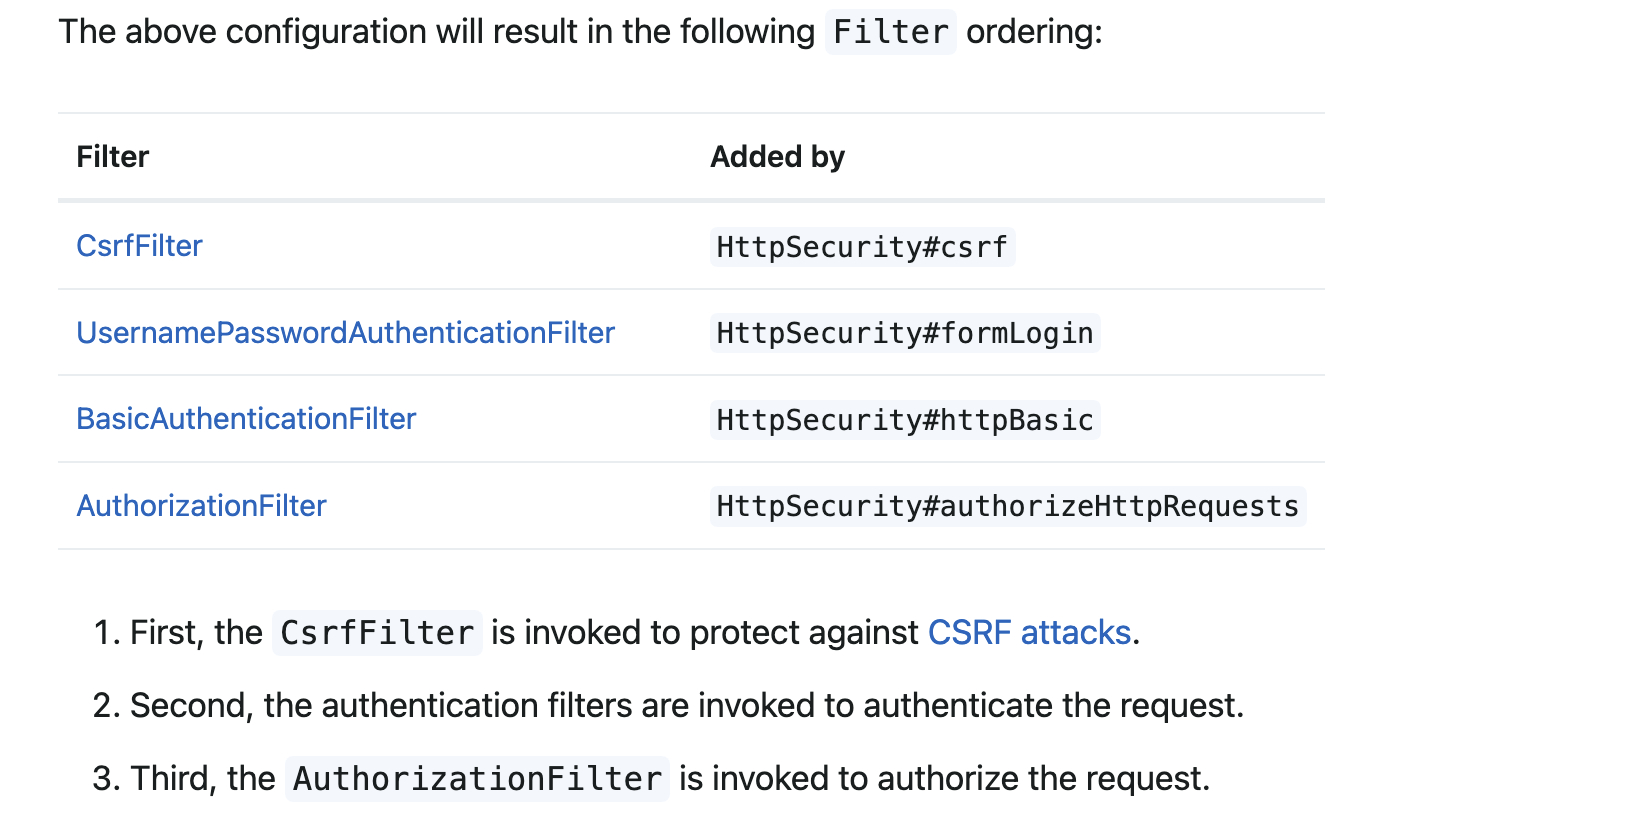 The above configuration will result in the following Filter ordering:
Filter Added by
CsrfFilter HttpSecurity#csrf
UsernamePasswordAuthenticationFilter HttpSecurity#formLogin
BasicAuthenticationFilter HttpSecurity#httpBasic
AuthorizationFilter HttpSecurity#authorizeHttpRequests
1. First, the CsrfFilter is invoked to protect against CSRF attacks.
2. Second, the authentication filters are invoked to authenticate the request.
3. Third, the AuthorizationFilter is invoked to authorize the request.